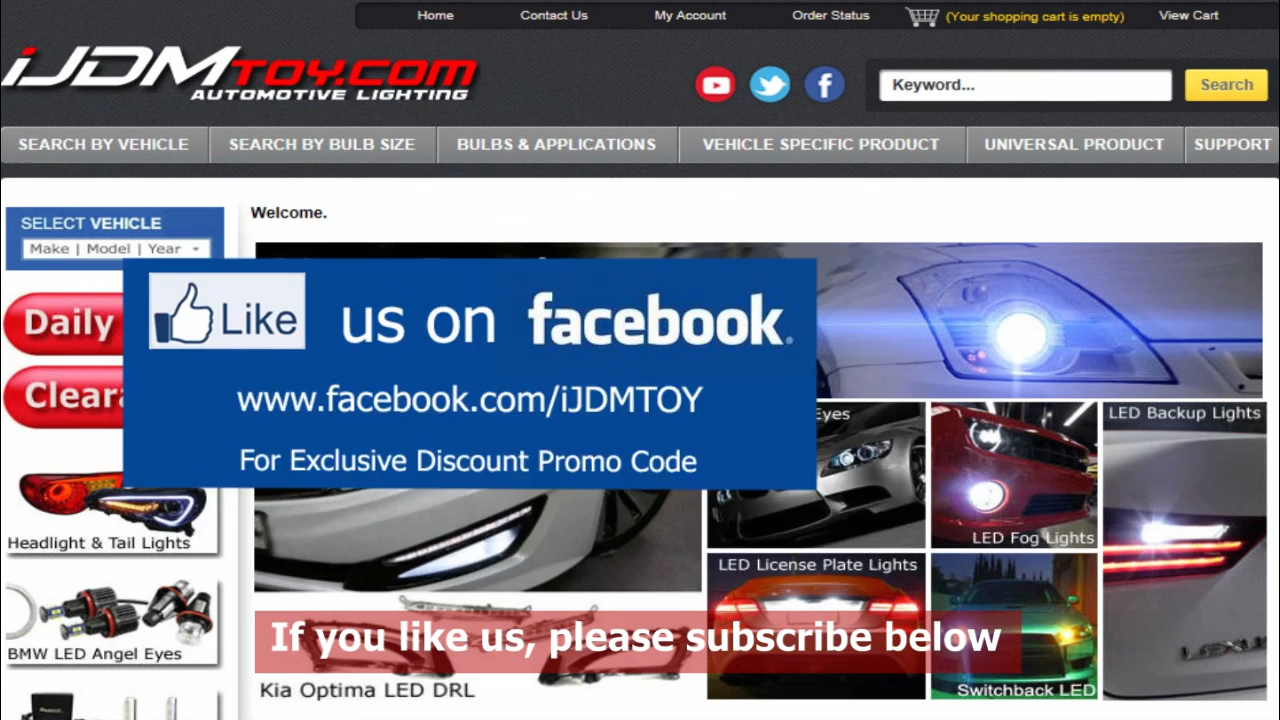 Home Contact Us My Account Order Status (Your shopping cart is empty) View Cart
iJDMTOY.COM
AUTOMOTIVE LIGHTING
Keyword... Search
SEARCH BY VEHICLE SEARCH BY BULB SIZE BULBS & APPLICATIONS VEHICLE SPECIFIC PRODUCT UNIVERSAL PRODUCT SUPPORT
Welcome.
SELECT VEHICLE
Make | Model | Year
Daily
Clear
Like us on facebook
www.facebook.com/iJDMTOY
For Exclusive Discount Promo Code
Eyes
LED Backup Lights
Headlight & Tail Lights
LED Fog Lights
LED License Plate Lights
If you like us, please subscribe below
BMW LED Angel Eyes
Kia Optima LED DRL
Switchback LED